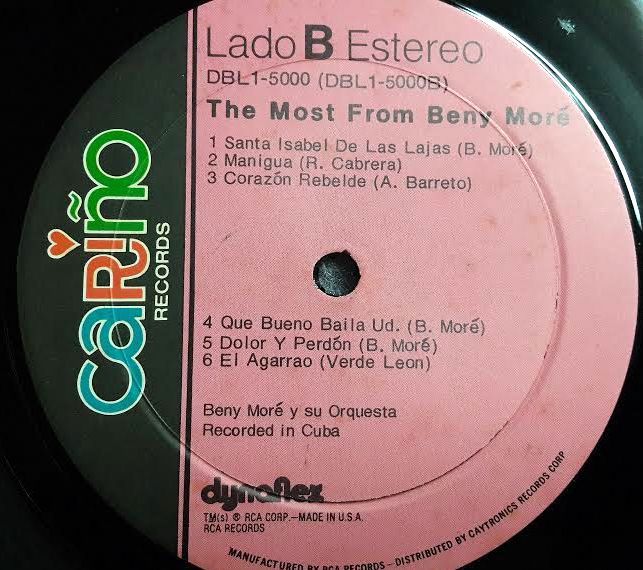 Lado B Estereo
DBL1-5000 (DBL1-5000B)
The Most From Beny Moré
1 Santa Isabel De Las Lajas (B. Moré)
2 Manigua (R. Cabrera)
3 Corazón Rebelde (A. Barreto)
CARIÑO
RECORDS
4 Que Bueno Baila Ud. (B. Moré)
5 Dolor Y Perdón (B. Moré)
6 El Agarrao (Verde Leon)
Beny Moré y su Orquesta
Recorded in Cuba
dynaflex
TM(s) ® RCA CORP.—MADE IN U.S.A.
RCA RECORDS
MANUFACTURED BY RCA RECORDS - DISTRIBUTED BY CAYTRONICS RECORDS CORP